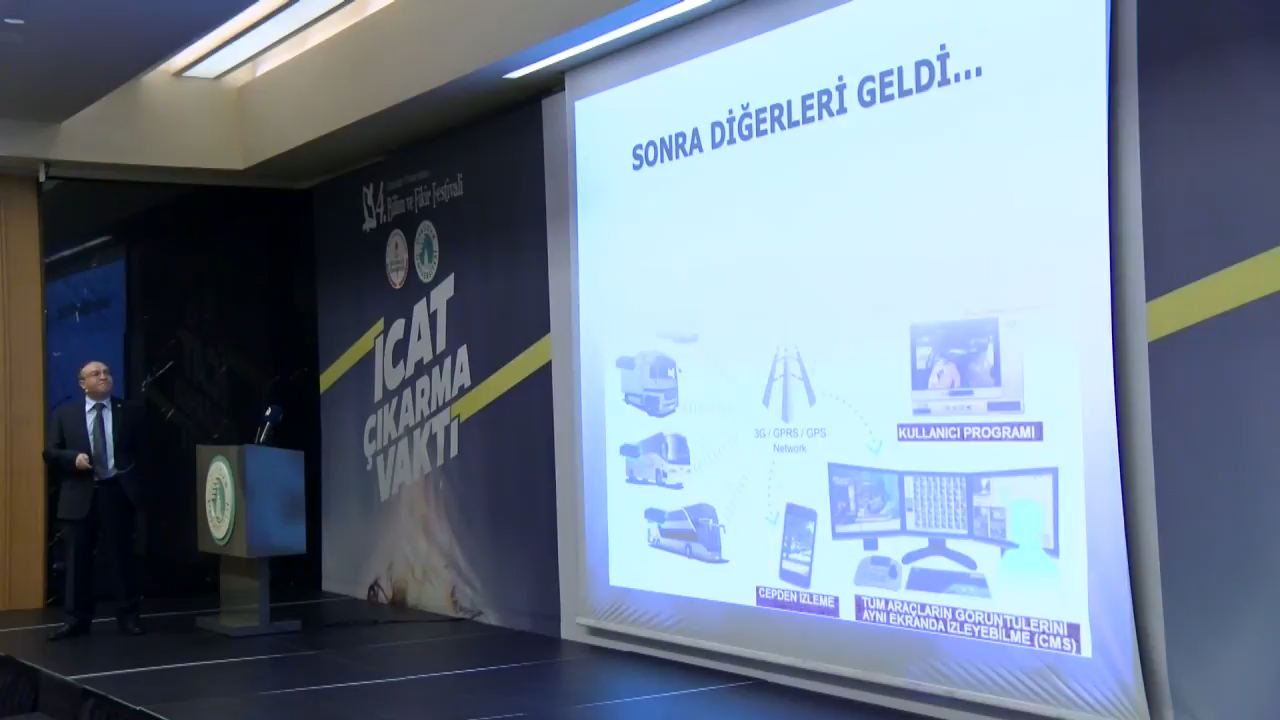 SONRA DİĞERLERİ GELDİ...
4.
Bilim ve Fikir Festivali
İCAT
ÇIKARMA
VAKTİ
3G / GPRS / GPS
Network
KULLANICI PROGRAMI
CEPDEN İZLEME
TÜM ARAÇLARIN GÖRÜNTÜLERİNİ
AYNI EKRANDA İZLEYEBİLME (CMS)